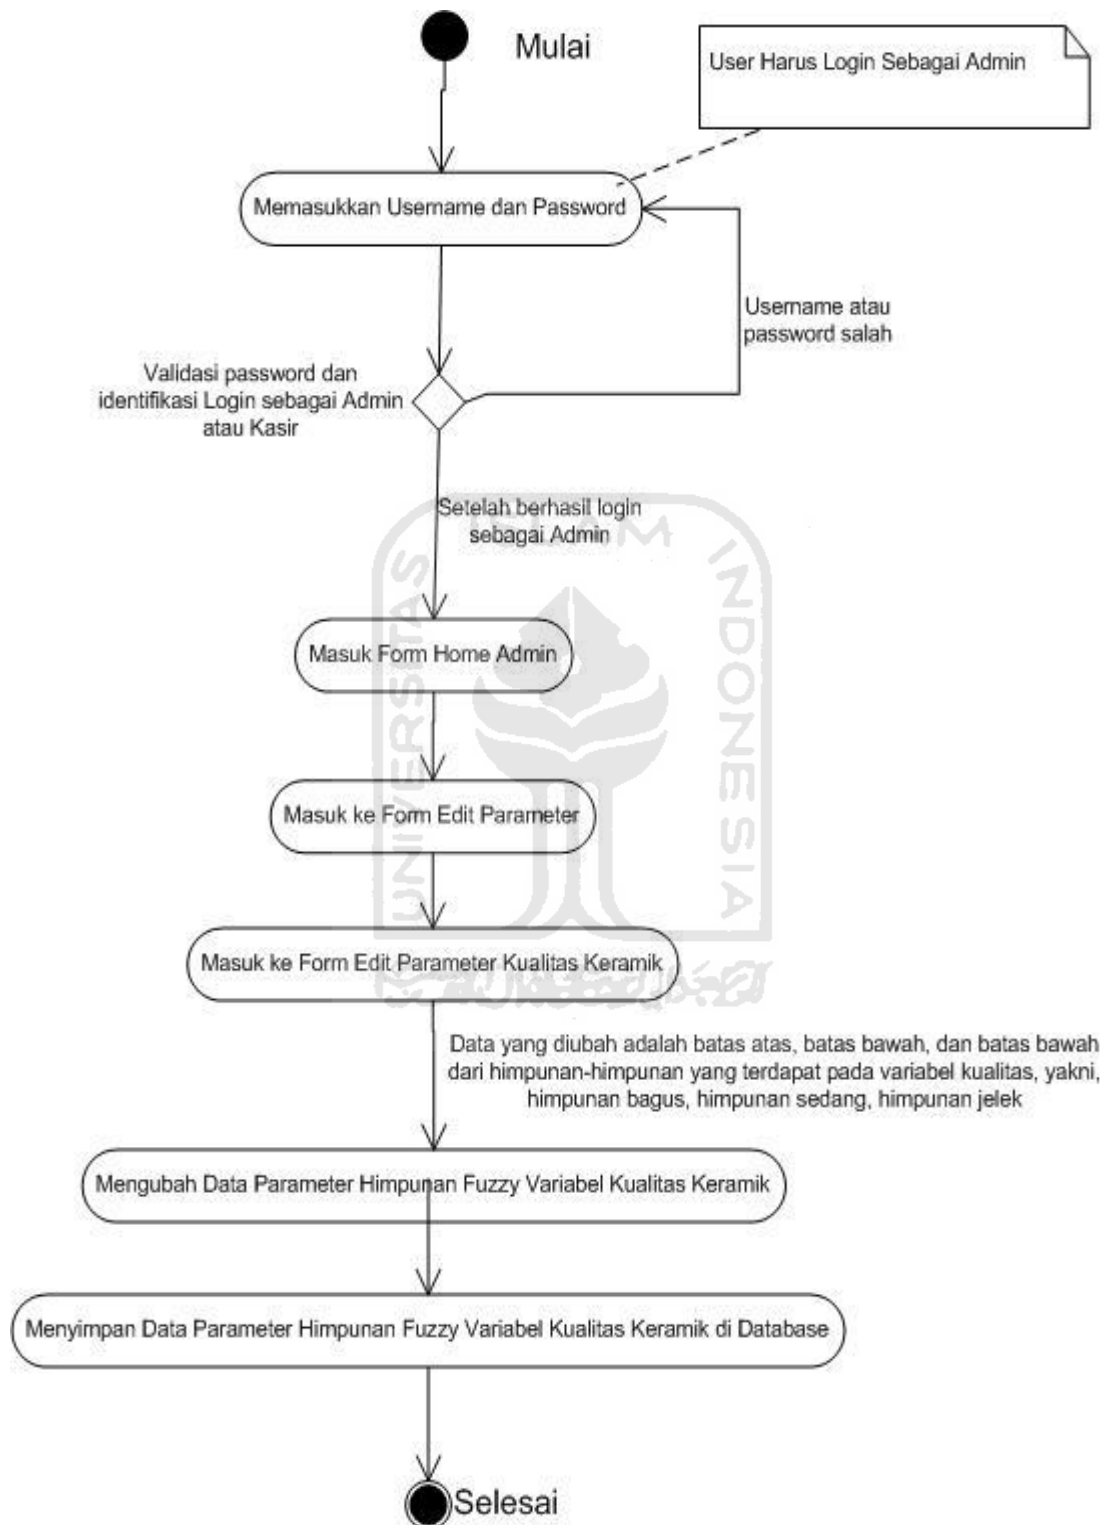 Mulai
User Harus Login Sebagai Admin
Memasukkan Username dan Password
Username atau
password salah
Validasi password dan
identifikasi Login sebagai Admin
atau Kasir
Setelah berhasil login
sebagai Admin
ISLAM
UNIVERSITAS
INDONESIA
Masuk Form Home Admin
Masuk ke Form Edit Parameter
Masuk ke Form Edit Parameter Kualitas Keramik
Data yang diubah adalah batas atas, batas bawah, dan batas bawah
dari himpunan-himpunan yang terdapat pada variabel kualitas, yakni,
himpunan bagus, himpunan sedang, himpunan jelek
Mengubah Data Parameter Himpunan Fuzzy Variabel Kualitas Keramik
Menyimpan Data Parameter Himpunan Fuzzy Variabel Kualitas Keramik di Database
Selesai